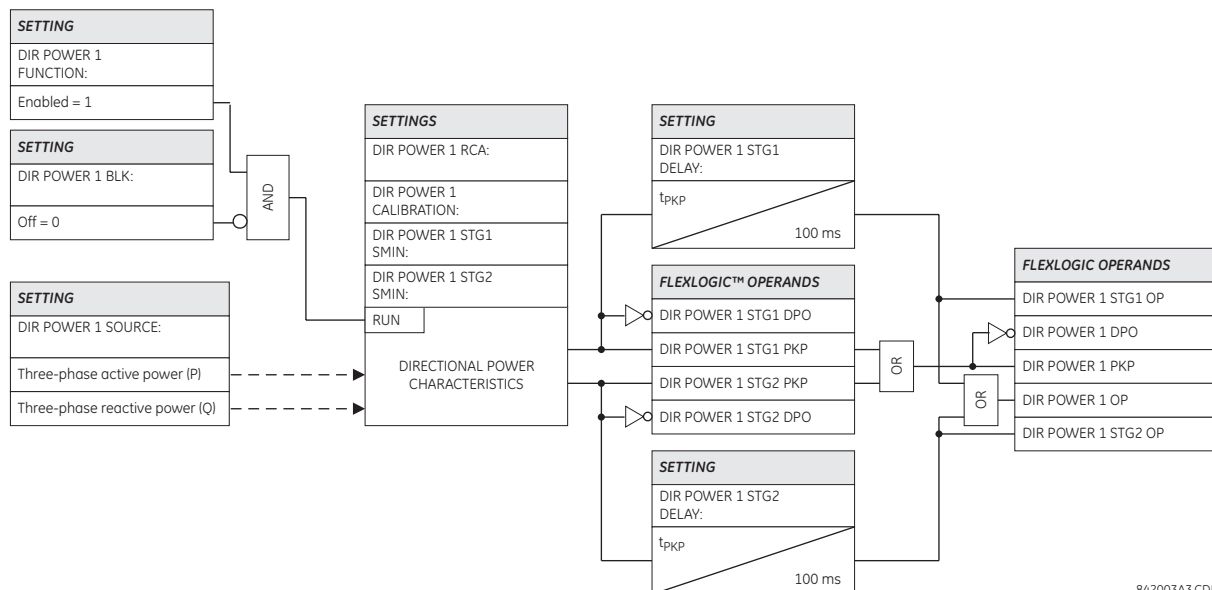 SETTING
DIR POWER 1
FUNCTION:
Enabled = 1
SETTING
DIR POWER 1 BLK:
Off = 0
AND
SETTING
DIR POWER 1 SOURCE:
Three-phase active power (P)
Three-phase reactive power (Q)
SETTINGS
DIR POWER 1 RCA:
DIR POWER 1
CALIBRATION:
DIR POWER 1 STG1
SMIN:
DIR POWER 1 STG2
SMIN:
RUN
DIRECTIONAL POWER
CHARACTERISTICS
SETTING
DIR POWER 1 STG1
DELAY:
tPKP
100 ms
FLEXLOGIC™ OPERANDS
DIR POWER 1 STG1 DPO
DIR POWER 1 STG1 PKP
DIR POWER 1 STG2 PKP
DIR POWER 1 STG2 DPO
SETTING
DIR POWER 1 STG2
DELAY:
tPKP
100 ms
OR
OR
FLEXLOGIC OPERANDS
DIR POWER 1 STG1 OP
DIR POWER 1 DPO
DIR POWER 1 PKP
DIR POWER 1 OP
DIR POWER 1 STG2 OP